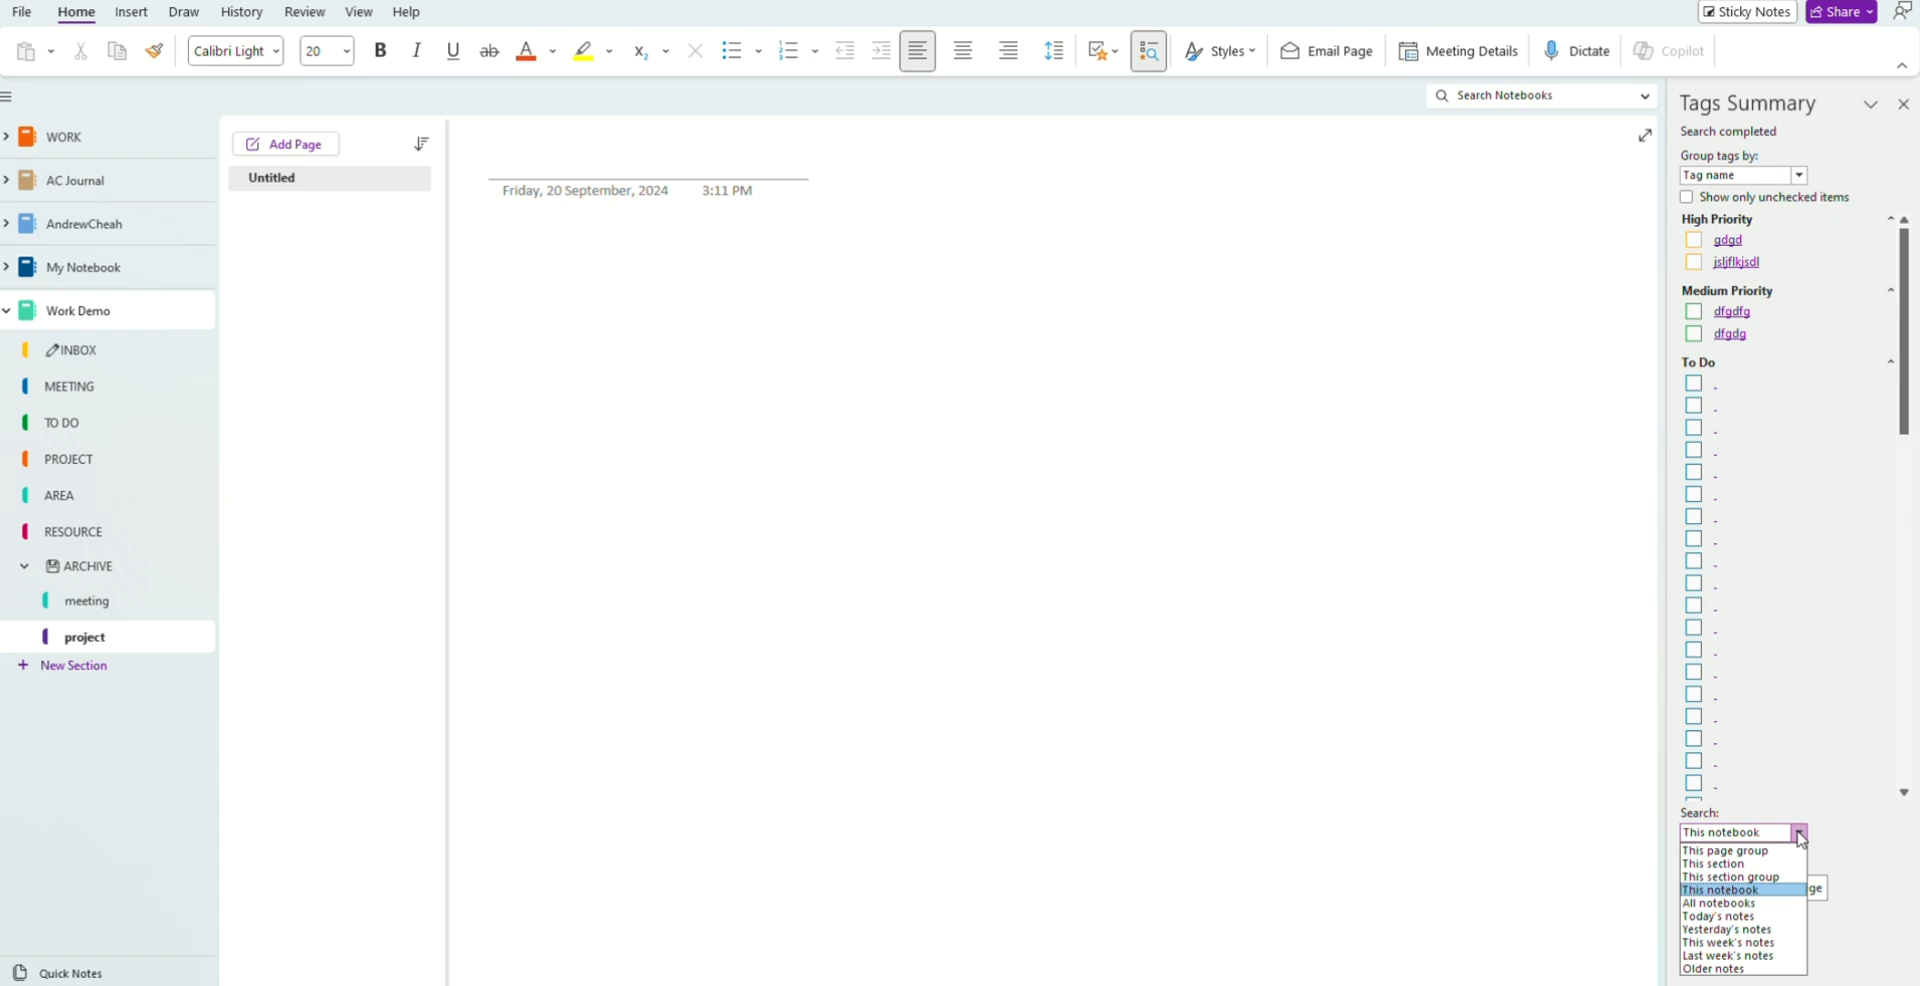 File Home Insert Draw History Review View Help
Sticky Notes Share
Calibri Light 20 B I U ab A X₂ Styles Email Page Meeting Details Dictate Copilot
Search Notebooks
WORK
AC Journal
AndrewCheah
My Notebook
Work Demo
INBOX
MEETING
TO DO
PROJECT
AREA
RESOURCE
ARCHIVE
meeting
project
New Section
Quick Notes
Add Page
Untitled
Friday, 20 September, 2024 3:11 PM
Tags Summary
Search completed
Group tags by:
Tag name
Show only unchecked items
High Priority
gdgd
jsljflkjsdl
Medium Priority
dfgdfg
dfgdg
To Do
Search:
This notebook
This page group
This section
This section group
This notebook
All notebooks
Today's notes
Yesterday's notes
This week's notes
Last week's notes
Older notes
ge